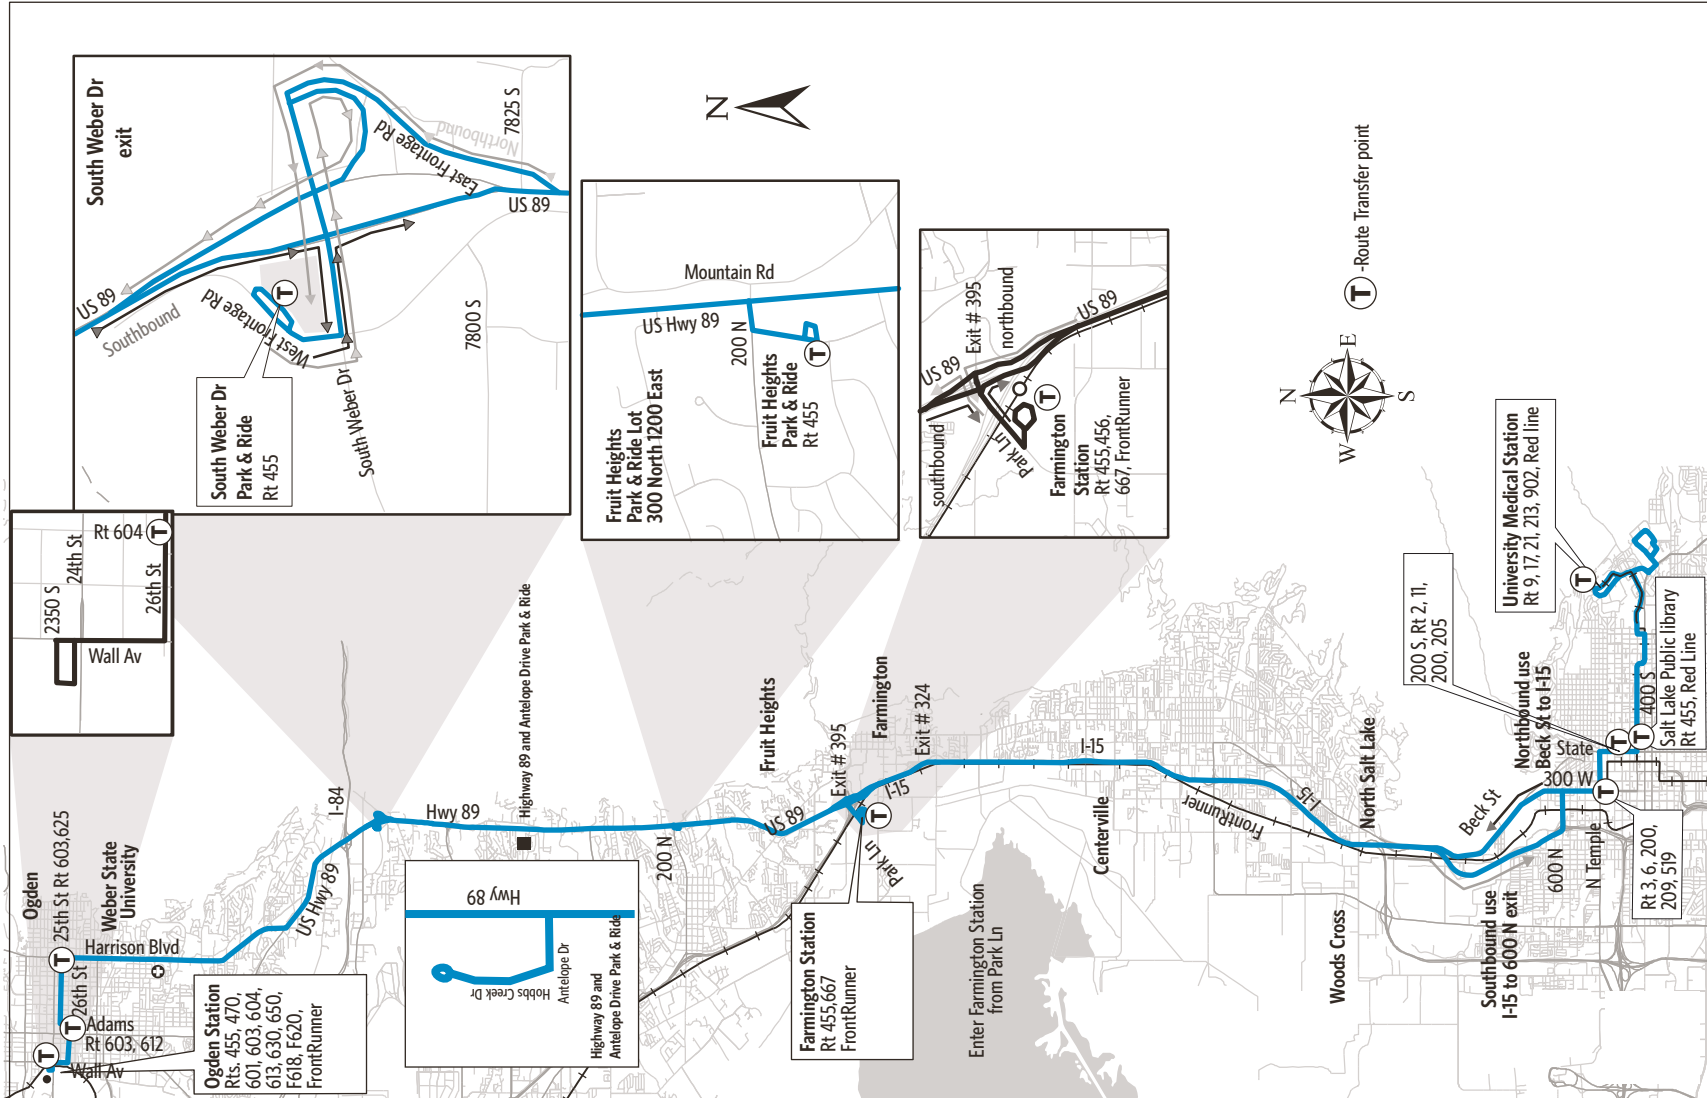 South Weber Dr
exit
US 89
Southbound
West Frontage Rd
East Frontage Rd
Northbound
7825 S
US 89
7800 S
South Weber Dr
South Weber Dr
Park & Ride
Rt 455
T
N
Mountain Rd
US Hwy 89
200 N
Fruit Heights
Park & Ride Lot
300 North 1200 East
Fruit Heights
Park & Ride
Rt 455
T
US 89
Exit # 395
northbound
US 89
southbound
Park Ln
T
Farmington
Station
Rt 455,456,
667, FrontRunner
T -Route Transfer point
N
E
S
W
2350 S
24th St
Rt 604
T
26th St
Wall Av
Ogden
25th St Rt 603,625
T
Weber State
University
Harrison Blvd
26th St
T
Adams
Rt 603, 612
T
Wall Av
Ogden Station
Rts. 455, 470,
601, 603, 604,
613, 630, 650,
F618, F620,
FrontRunner
US Hwy 89
I-84
Hwy 89
Highway 89 and Antelope Drive Park & Ride
Hwy 89
Hobbs Creek Dr
Antelope Dr
Highway 89 and
Antelope Drive Park & Ride
200 N
Fruit Heights
US 89
Exit # 395
Farmington
Exit # 324
I-15
T
Park Ln
Farmington Station
Rt 455,667
FrontRunner
Enter Farmington Station
from Park Ln
I-15
Centerville
FrontRunner
I-15
North Salt Lake
Woods Cross
Beck St
Northbound use
Beck St to I-15
Southbound use
I-15 to 600 N exit
600 N
N Temple
300 W
T
Rt 3, 6, 200,
209, 519
State
T
200 S, Rt 2, 11,
200, 205
T
400 S
Salt Lake Public library
Rt 455, Red Line
University Medical Station
Rt 9, 17, 21, 213, 902, Red line
T